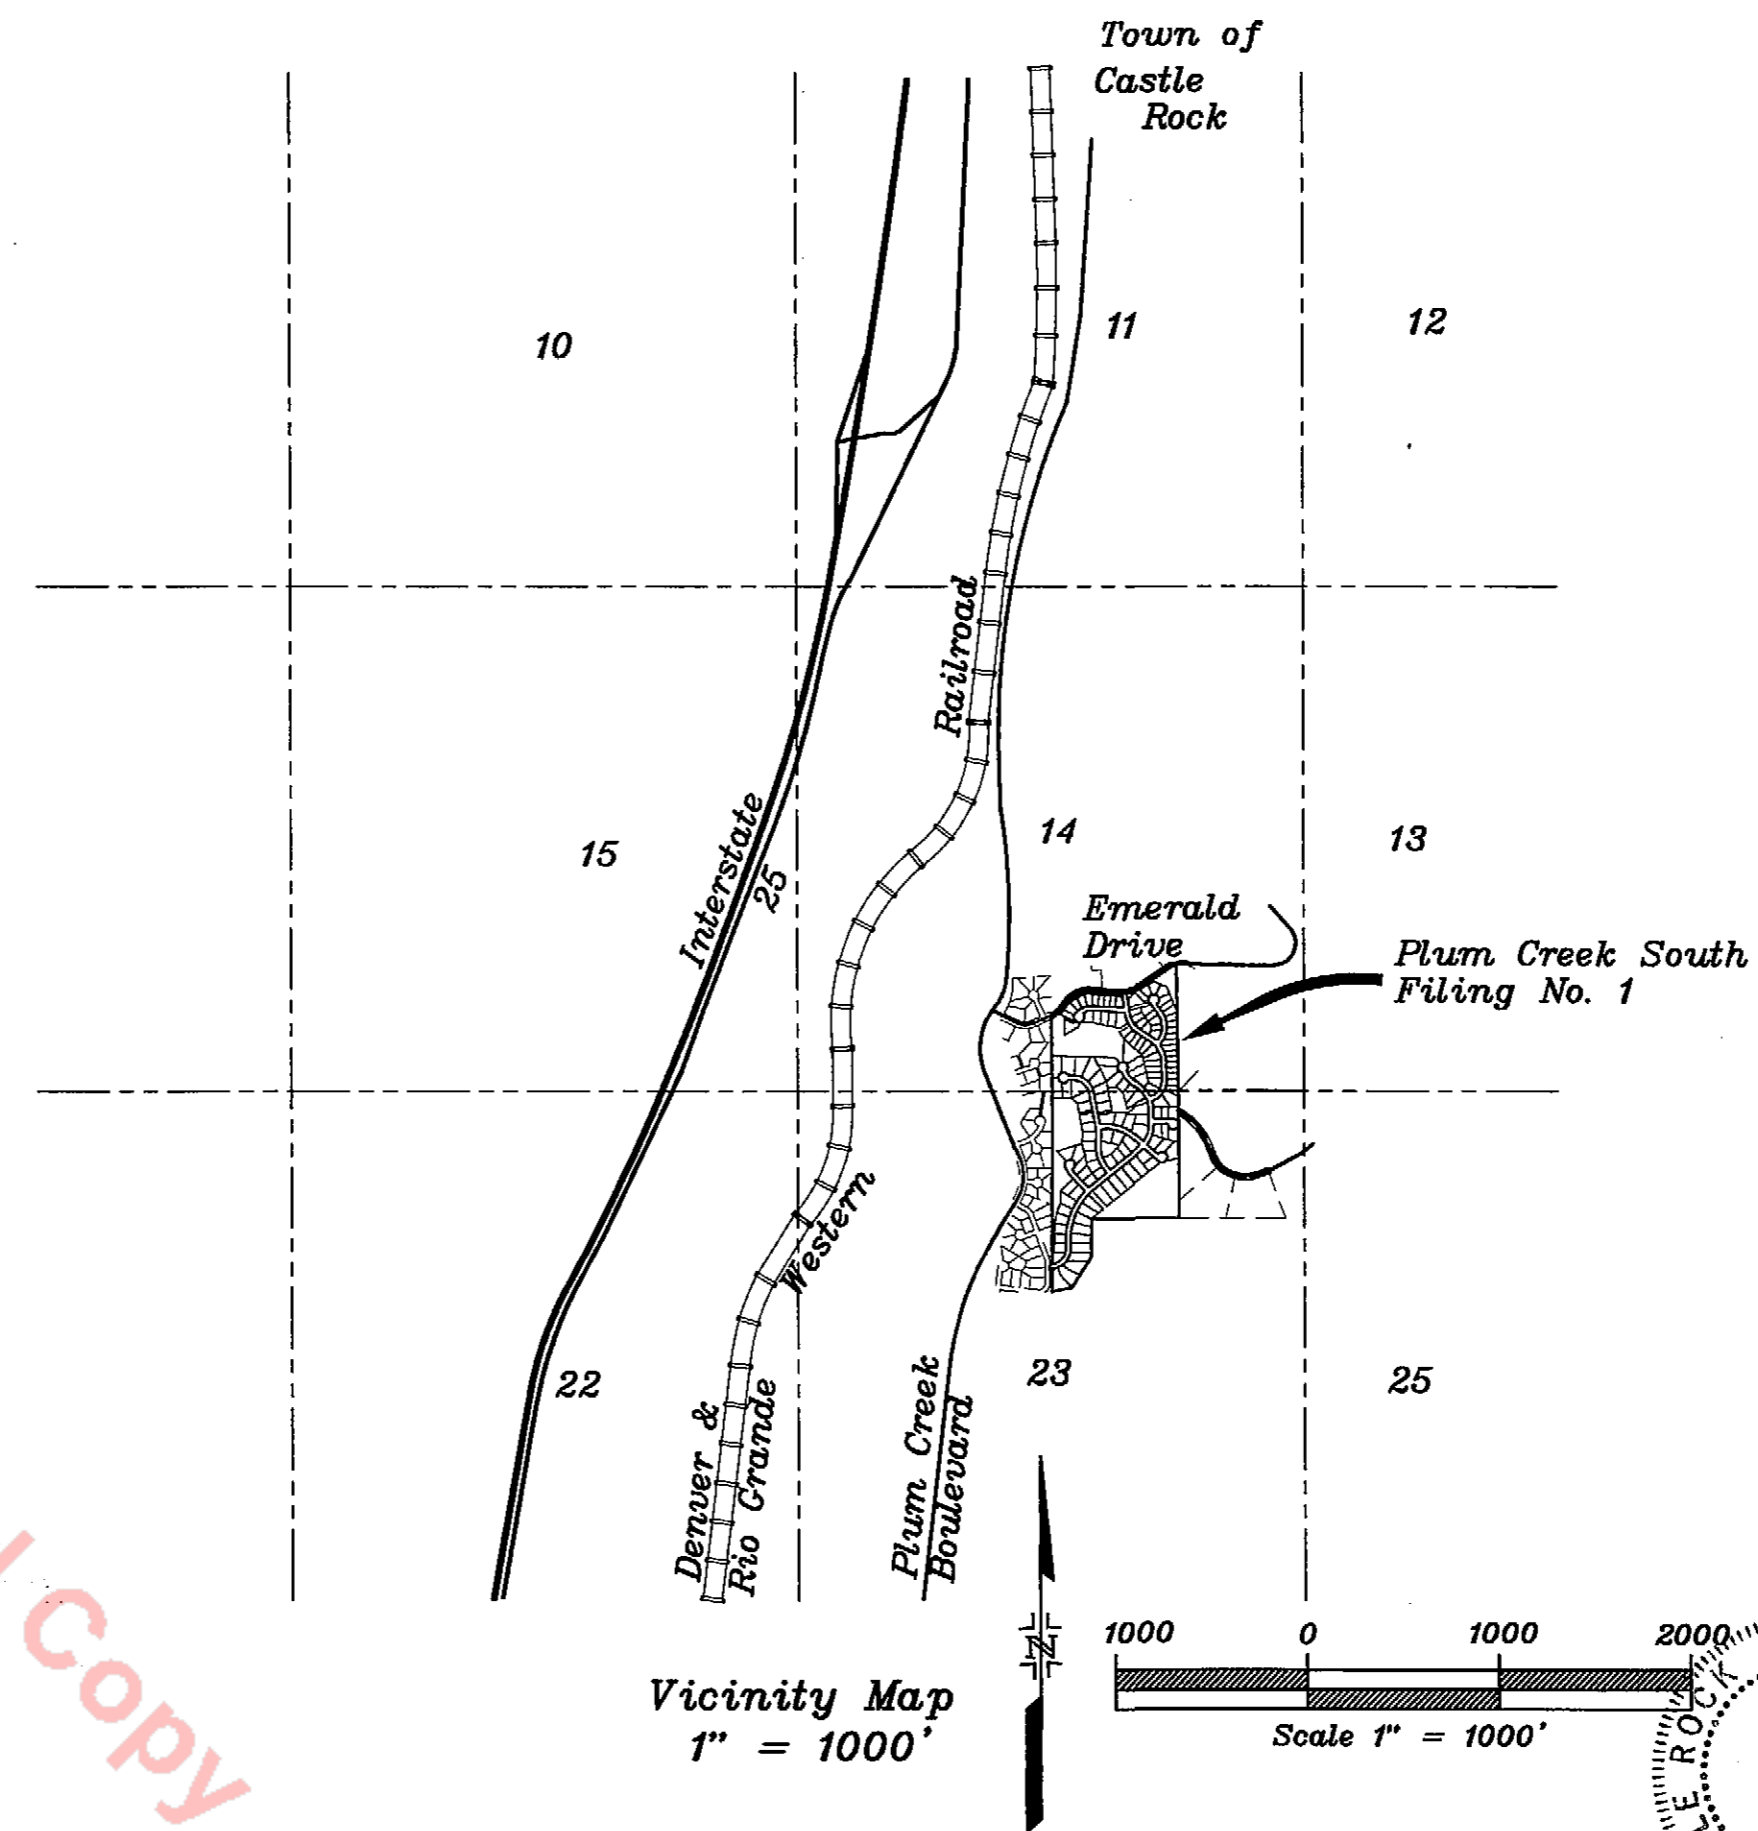 Town of
Castle
Rock
10
11
12
Railroad
15
Interstate
25
14
13
Emerald
Drive
Plum Creek South
Filing No. 1
Western
22
Denver &
Rio Grande
Plum Creek
Boulevard
23
25
N
1000 0 1000 2000
Vicinity Map
1" = 1000'
Scale 1" = 1000'
Copy
LE ROCK